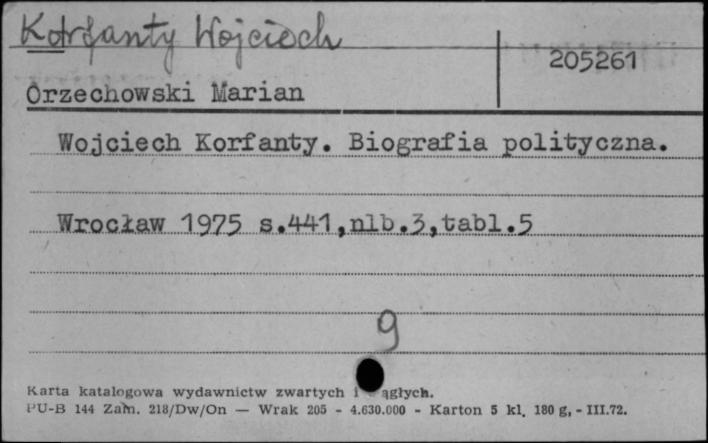 Korfanty Wojciech
205261
Orzechowski Marian
Wojciech Korfanty. Biografia polityczna.
Wrocław 1975 s.441,nlb.3,tabl.5
9
Karta katalogowa wydawnictw zwartych i ągłych.
PU-B 144 Zam. 218/Dw/On — Wrak 205 - 4.630.000 - Karton 5 kl. 180 g, - III.72.